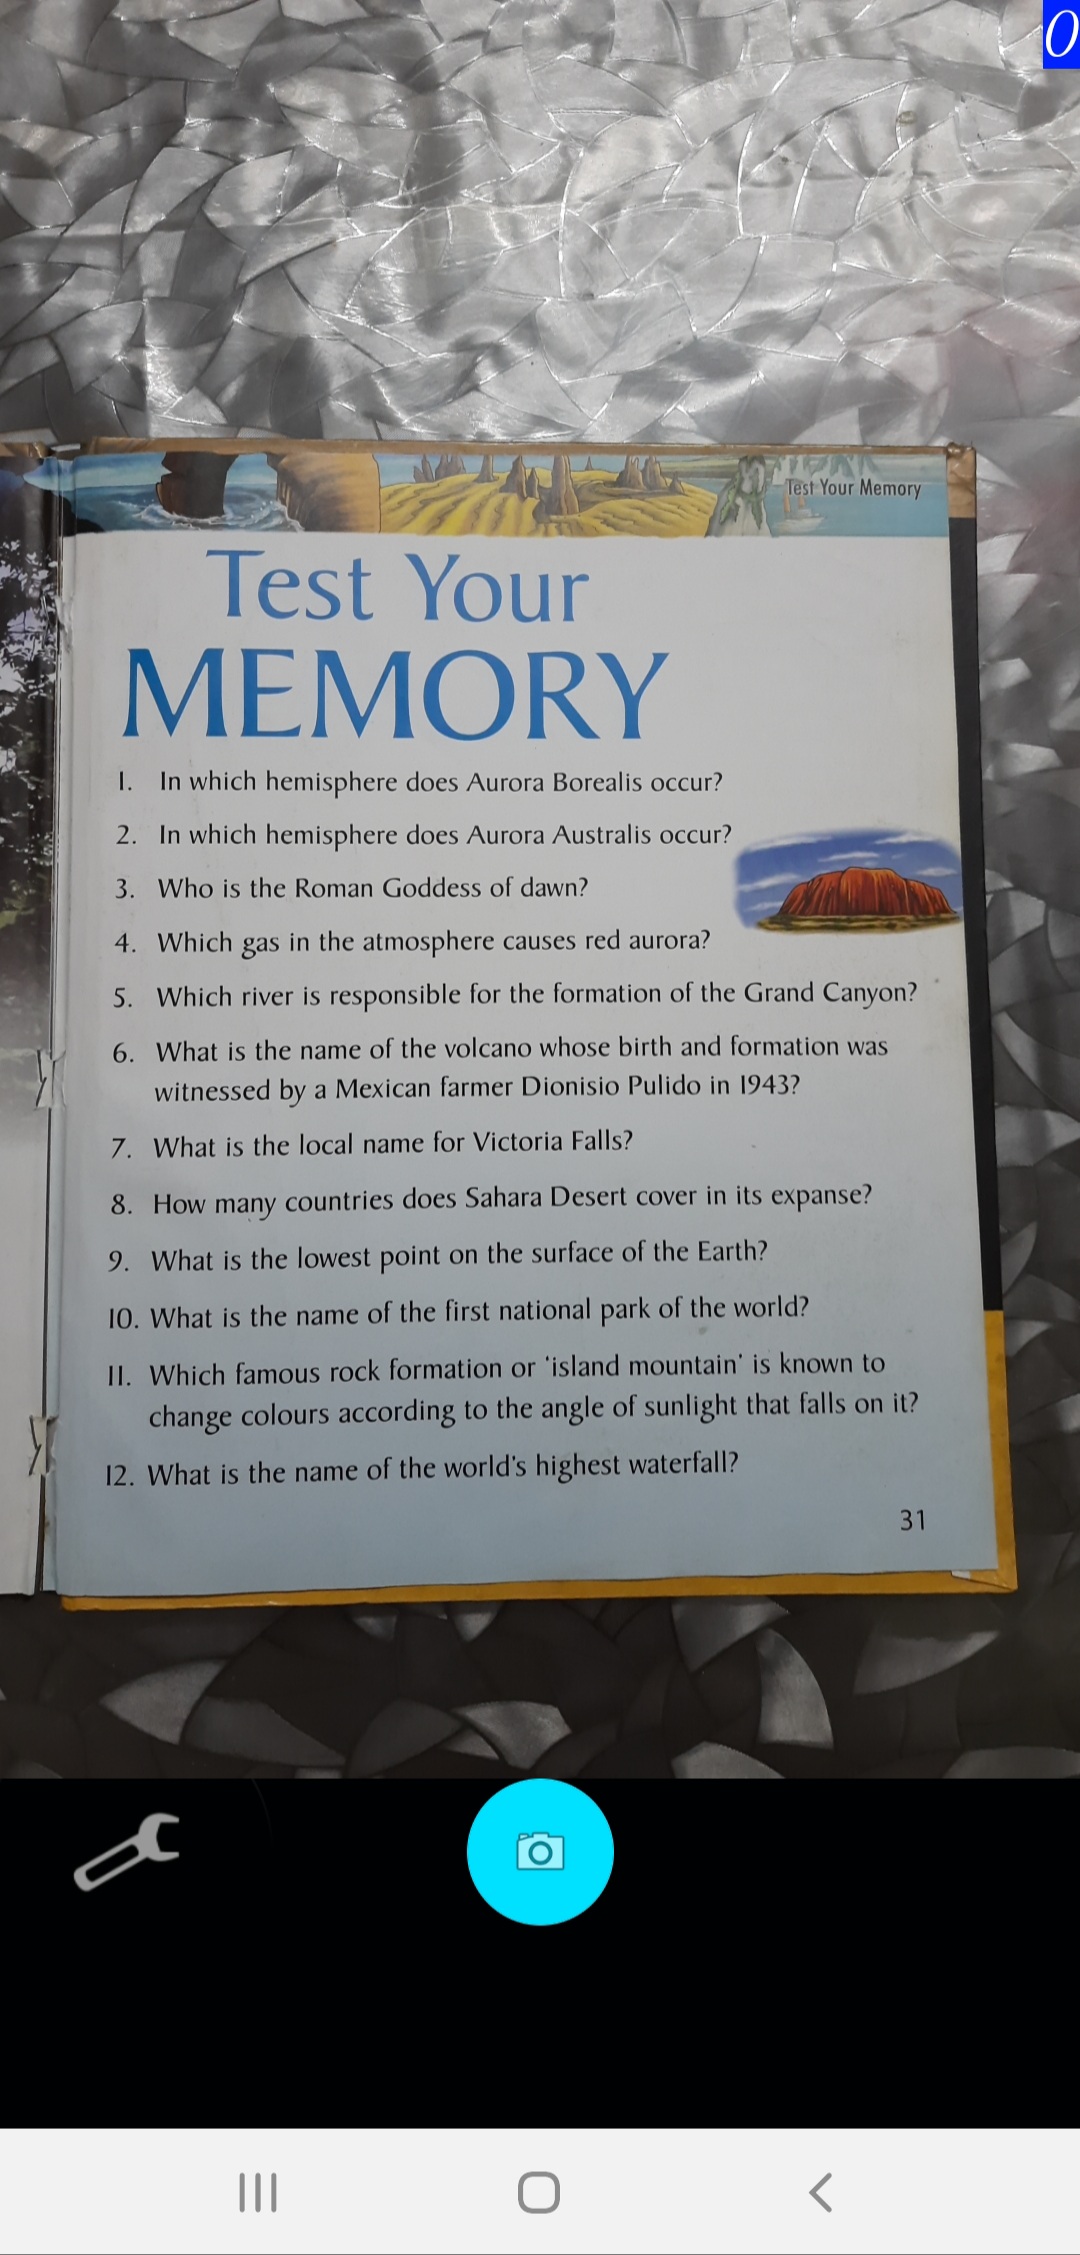 0
Test Your Memory
Test Your
MEMORY
1. In which hemisphere does Aurora Borealis occur?
2. In which hemisphere does Aurora Australis occur?
3. Who is the Roman Goddess of dawn?
4. Which gas in the atmosphere causes red aurora?
5. Which river is responsible for the formation of the Grand Canyon?
6. What is the name of the volcano whose birth and formation was
witnessed by a Mexican farmer Dionisio Pulido in 1943?
7. What is the local name for Victoria Falls?
8. How many countries does Sahara Desert cover in its expanse?
9. What is the lowest point on the surface of the Earth?
10. What is the name of the first national park of the world?
11. Which famous rock formation or 'island mountain' is known to
change colours according to the angle of sunlight that falls on it?
12. What is the name of the world's highest waterfall?
31